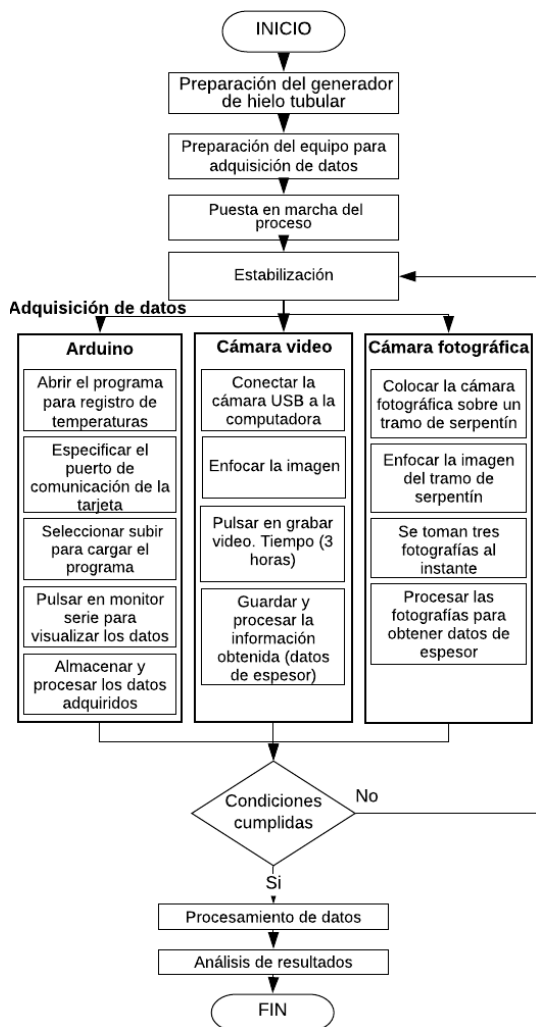 INICIO
Preparación del generador
de hielo tubular
Preparación del equipo para
adquisición de datos
Puesta en marcha del
proceso
Estabilización
Adquisición de datos
Arduino
Abrir el programa
para registro de
temperaturas
Especificar el
puerto de
comunicación de la
tarjeta
Seleccionar subir
para cargar el
programa
Pulsar en monitor
serie para
visualizar los datos
Almacenar y
procesar los datos
adquiridos
Cámara video
Conectar la
cámara USB a la
computadora
Enfocar la imagen
Pulsar en grabar
video. Tiempo (3
horas)
Guardar y
procesar la
información
obtenida (datos
de espesor)
Cámara fotográfica
Colocar la cámara
fotográfica sobre un
tramo de serpentín
Enfocar la imagen
del tramo de
serpentín
Se toman tres
fotografías al
instante
Procesar las
fotografías para
obtener datos de
espesor
Condiciones
cumplidas
No
Si
Procesamiento de datos
Análisis de resultados
FIN